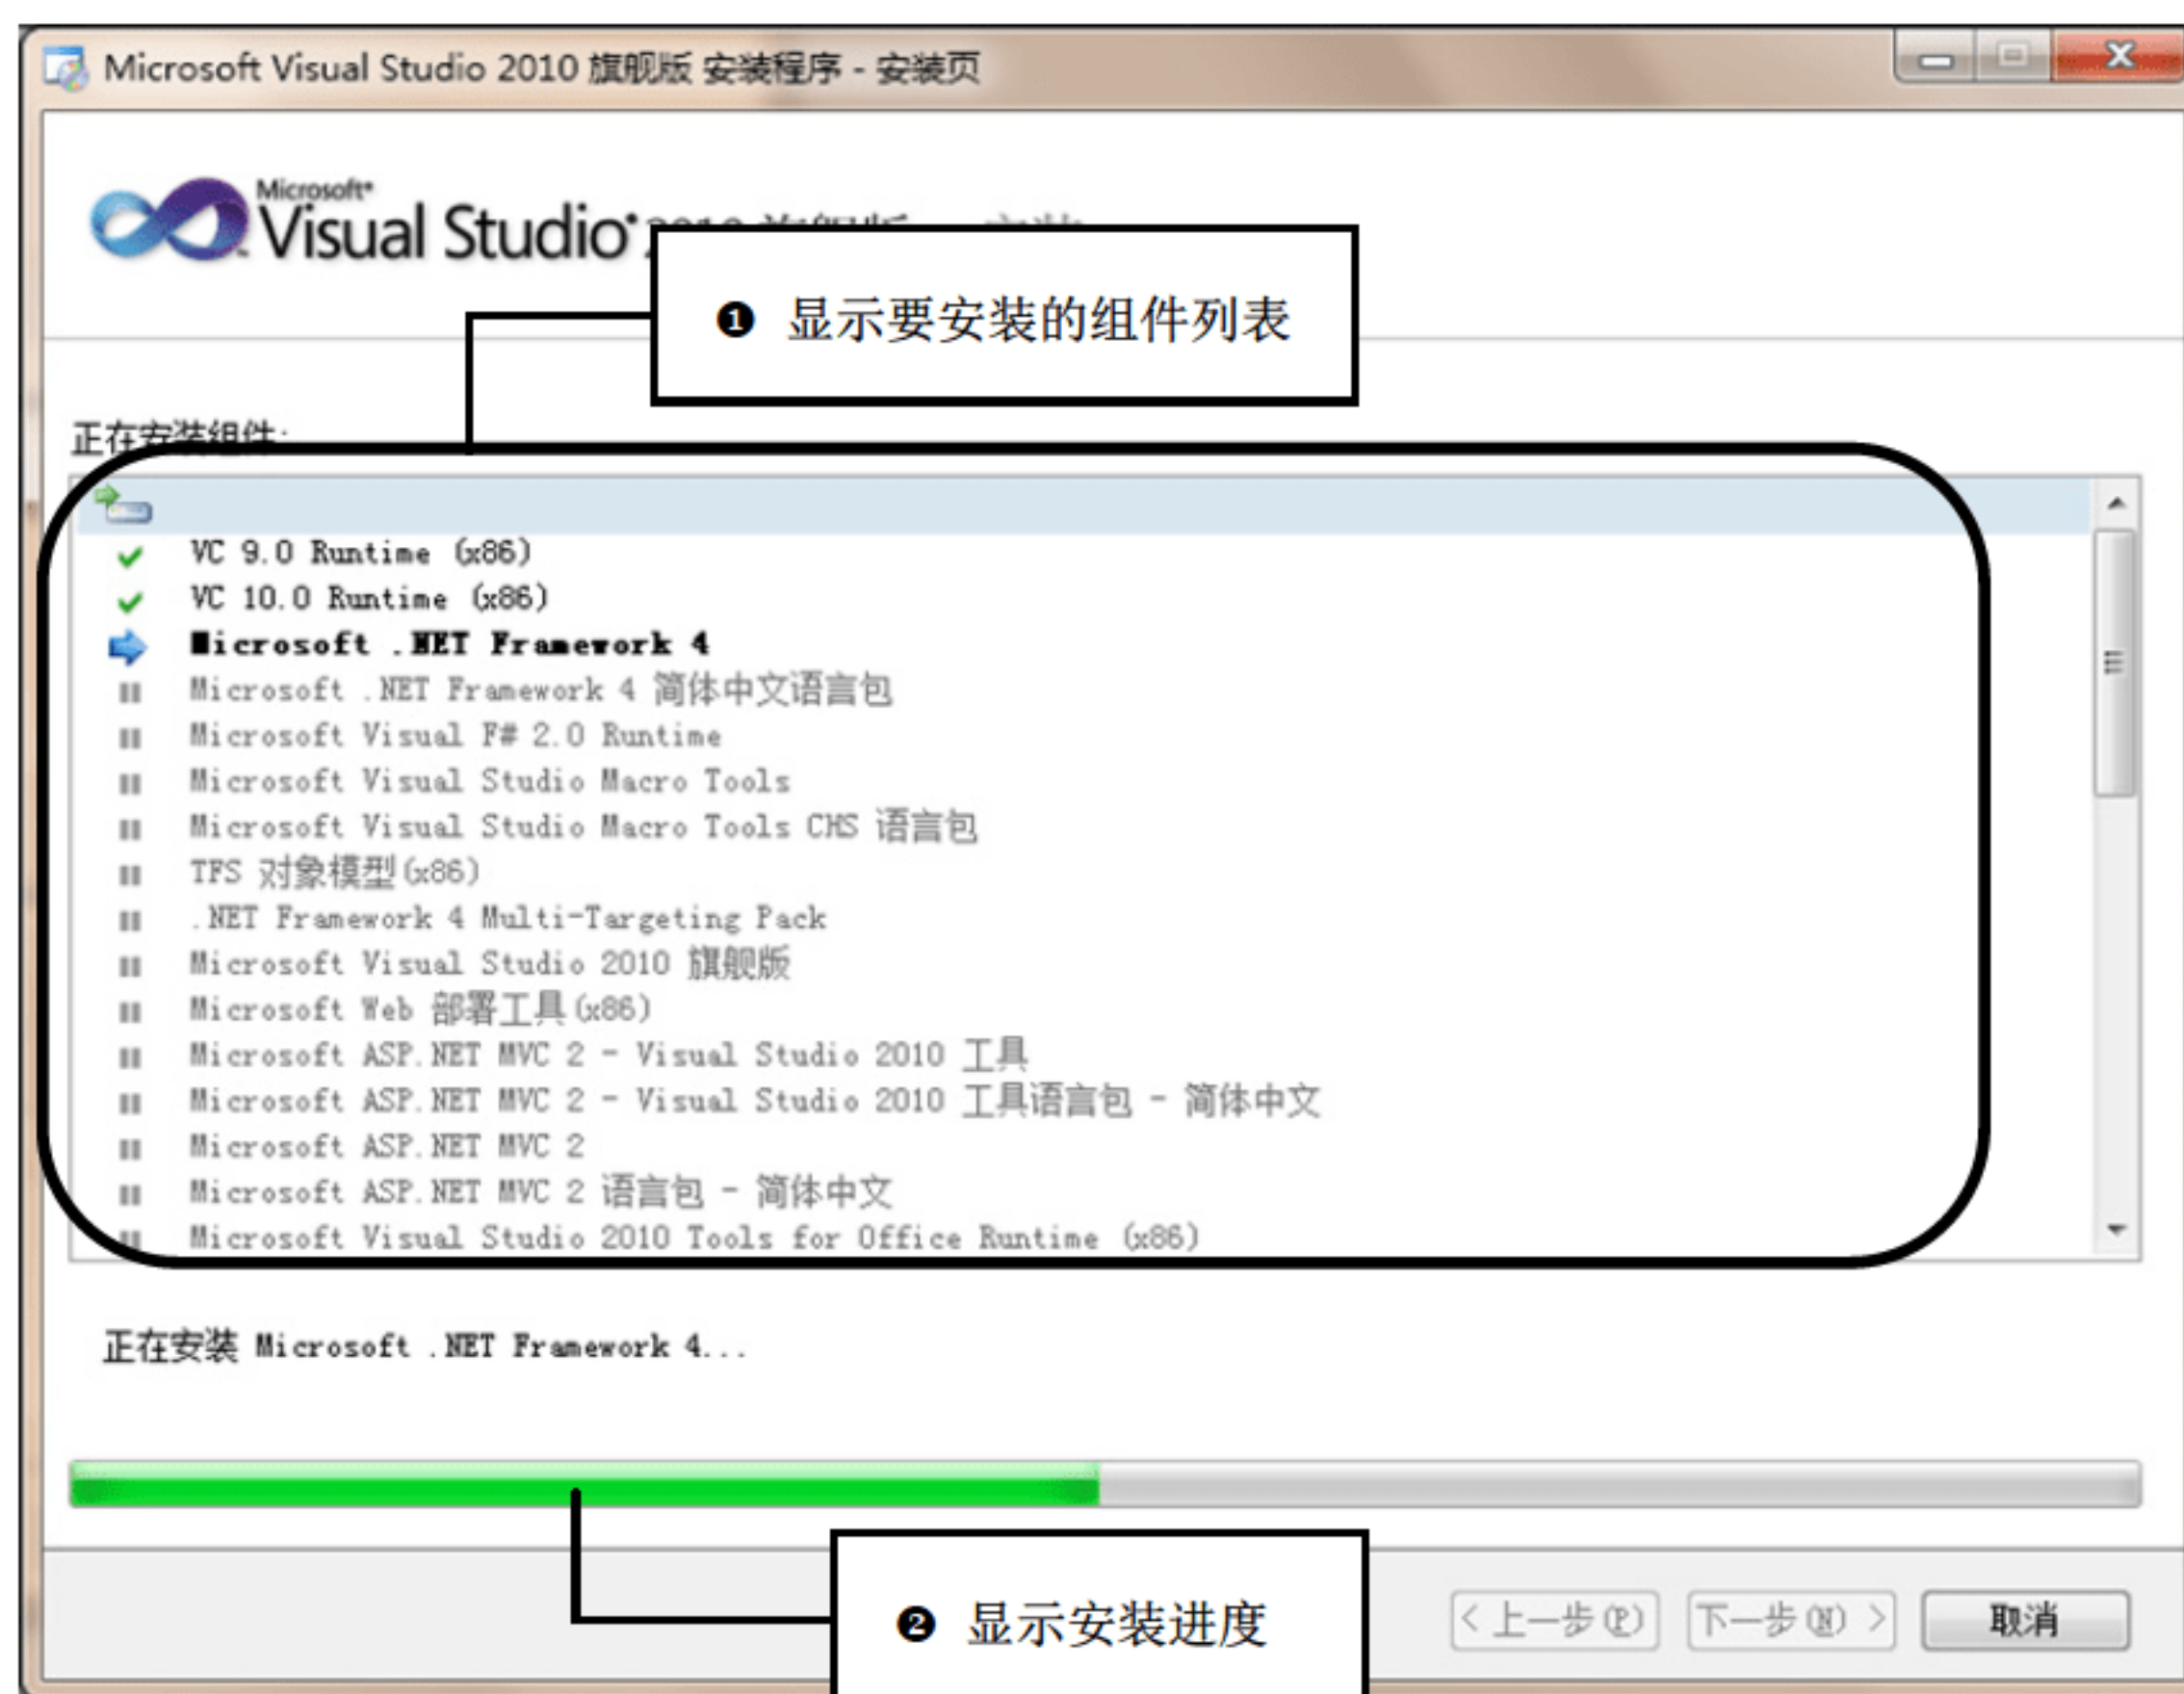 Microsoft Visual Studio 2010 旗舰版 安装程序 - 安装页
Microsoft
Visual Studio
❶ 显示要安装的组件列表
正在安装组件:
VC 9.0 Runtime (x86)
VC 10.0 Runtime (x86)
Microsoft .NET Framework 4
Microsoft .NET Framework 4 简体中文语言包
Microsoft Visual F# 2.0 Runtime
Microsoft Visual Studio Macro Tools
Microsoft Visual Studio Macro Tools CHS 语言包
TFS 对象模型(x86)
.NET Framework 4 Multi-Targeting Pack
Microsoft Visual Studio 2010 旗舰版
Microsoft Web 部署工具(x86)
Microsoft ASP.NET MVC 2 - Visual Studio 2010 工具
Microsoft ASP.NET MVC 2 - Visual Studio 2010 工具语言包 - 简体中文
Microsoft ASP.NET MVC 2
Microsoft ASP.NET MVC 2 语言包 - 简体中文
Microsoft Visual Studio 2010 Tools for Office Runtime (x86)
正在安装 Microsoft .NET Framework 4...
❷ 显示安装进度
< 上一步(P) 下一步(N) > 取消